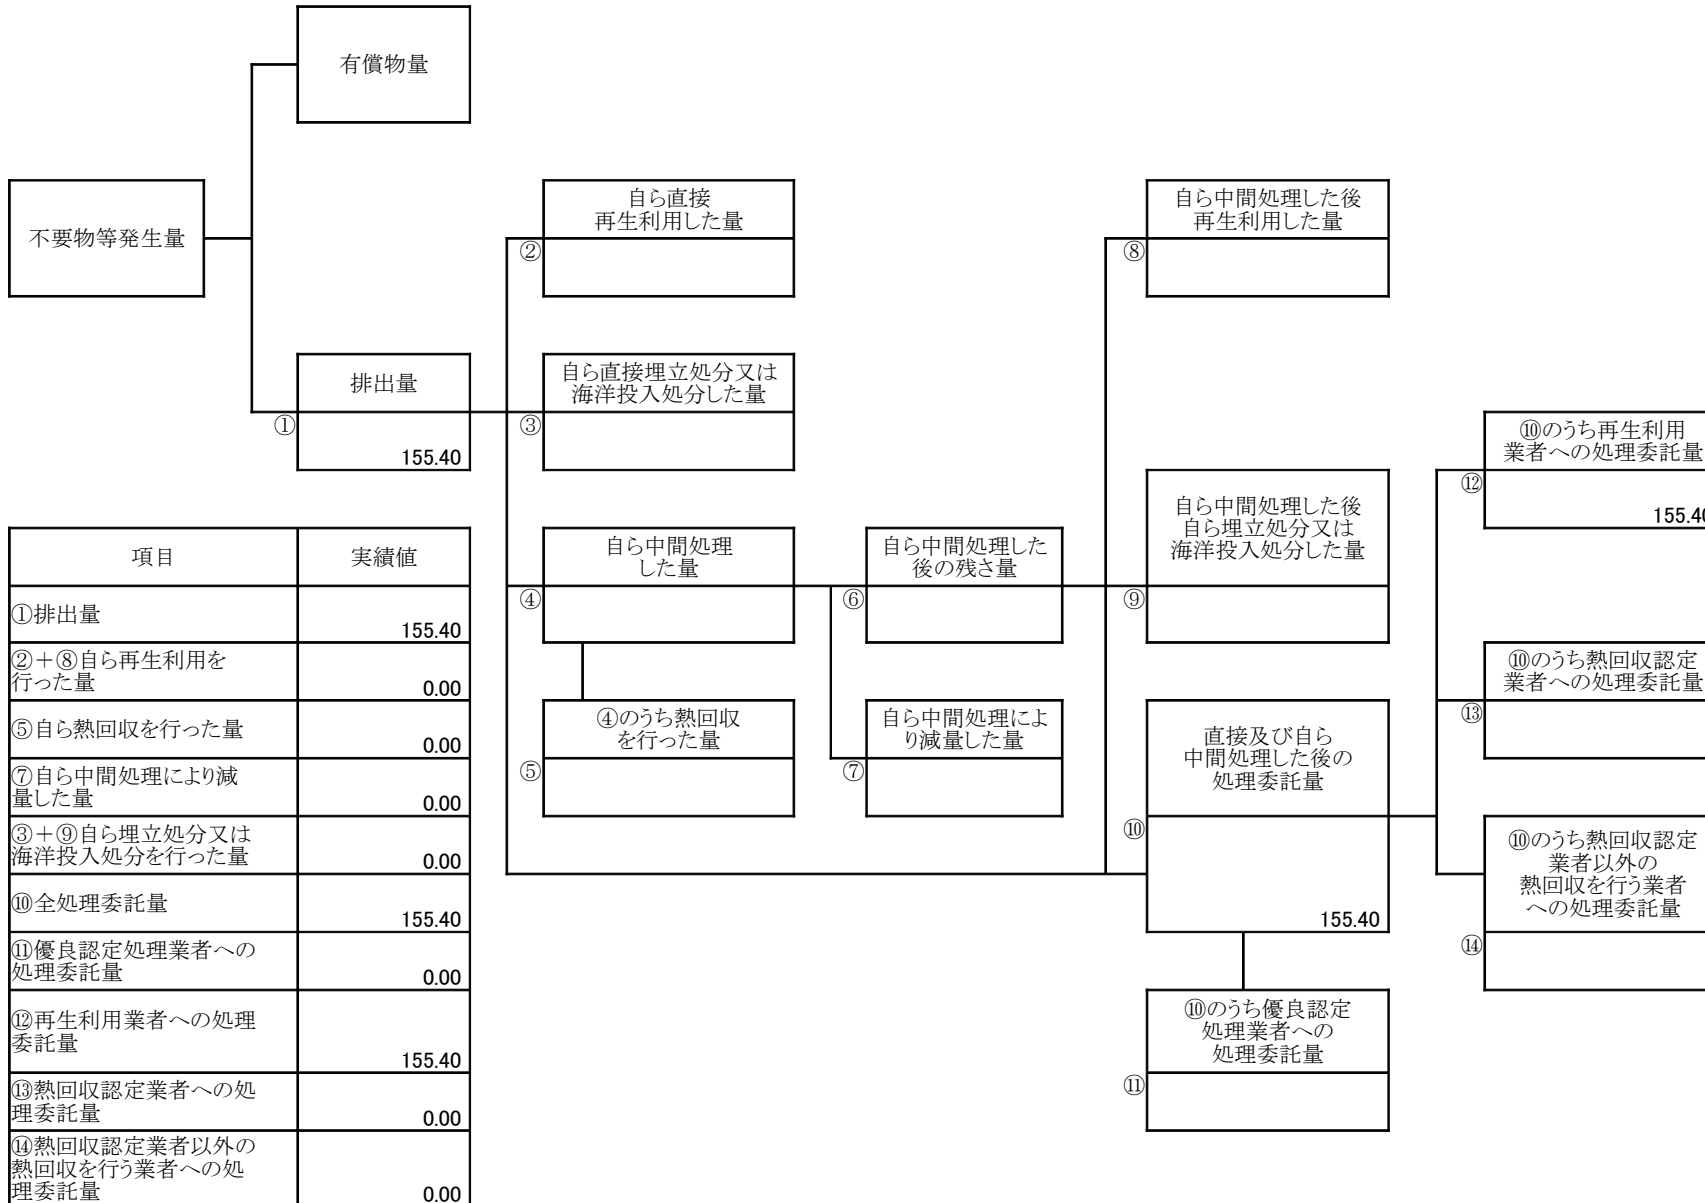 有償物量
不要物等発生量
自ら直接
再生利用した量
②
自ら中間処理した後
再生利用した量
⑧
排出量
①
155.40
自ら直接埋立処分又は
海洋投入処分した量
③
⑩のうち再生利用
業者への処理委託量
⑫
155.40
自ら中間処理
した量
④
自ら中間処理した
後の残さ量
⑥
自ら中間処理した後
自ら埋立処分又は
海洋投入処分した量
⑨
④のうち熱回収
を行った量
⑤
自ら中間処理によ
り減量した量
⑦
直接及び自ら
中間処理した後の
処理委託量
⑩
155.40
⑩のうち熱回収認定
業者への処理委託量
⑬
⑩のうち熱回収認定
業者以外の
熱回収を行う業者
への処理委託量
⑭
⑩のうち優良認定
処理業者への
処理委託量
⑪
項目 実績値
①排出量
155.40
②＋⑧自ら再生利用を
行った量
0.00
⑤自ら熱回収を行った量
0.00
⑦自ら中間処理により減
量した量
0.00
③＋⑨自ら埋立処分又は
海洋投入処分を行った量
0.00
⑩全処理委託量
155.40
⑪優良認定処理業者への
処理委託量
0.00
⑫再生利用業者への処理
委託量
155.40
⑬熱回収認定業者への処
理委託量
0.00
⑭熱回収認定業者以外の
熱回収を行う業者への処
理委託量
0.00